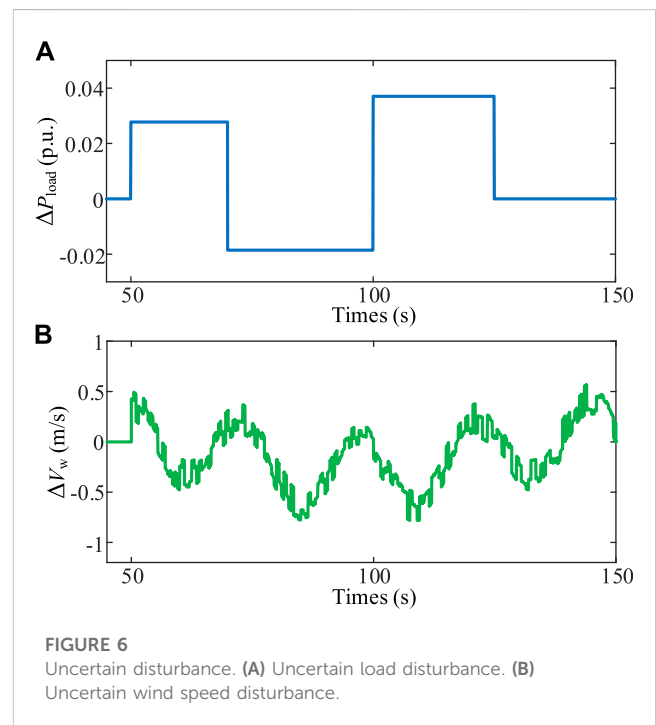 A
0.04
0.02
0
-0.02
ΔPload (p.u.)
50
100
150
Times (s)
B
1
0.5
0
-0.5
-1
ΔVw (m/s)
50
100
150
Times (s)
FIGURE 6
Uncertain disturbance. (A) Uncertain load disturbance. (B)
Uncertain wind speed disturbance.